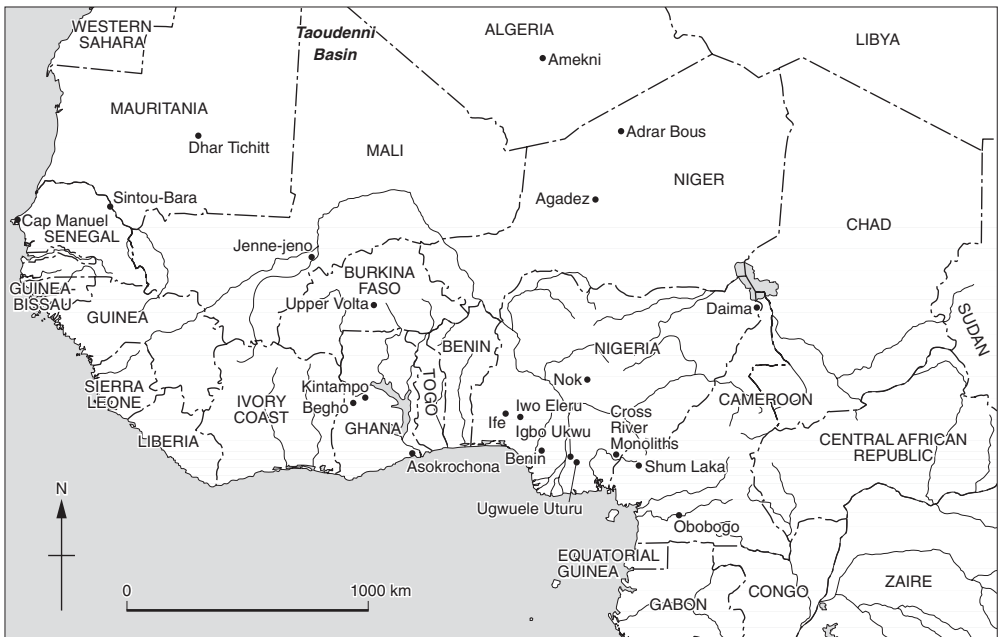 WESTERN
SAHARA
Taoudenni
Basin
ALGERIA
LIBYA
Amekni
MAURITANIA
Dhar Tichitt
MALI
Adrar Bous
NIGER
Agadez
CHAD
Sintou-Bara
Cap Manuel
SENEGAL
Jenne-jeno
GUINEA-
BISSAU
GUINEA
BURKINA
FASO
Upper Volta
Daima
SUDAN
BENIN
NIGERIA
SIERRA
LEONE
IVORY
COAST
Kintampo
Begho
GHANA
TOGO
Nok
CAMEROON
Ife
Iwo Eleru
Igbo Ukwu
Cross
River
Monoliths
LIBERIA
CENTRAL AFRICAN
REPUBLIC
Asokrochona
Benin
Shum Laka
Ugwuele Uturu
N
Obobogo
EQUATORIAL
GUINEA
0
1000 km
GABON
CONGO
ZAIRE